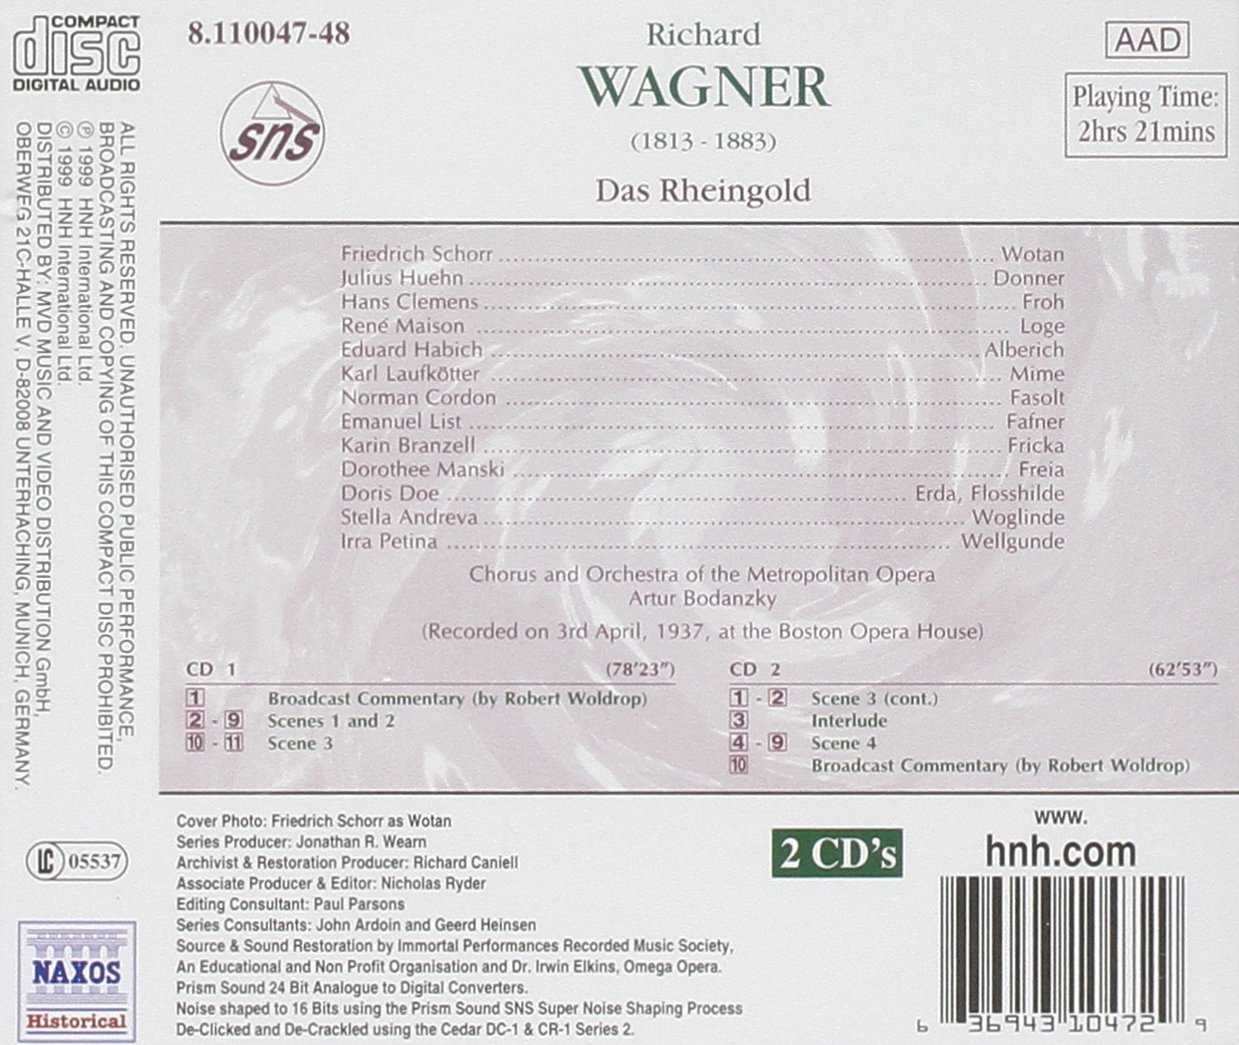 COMPACT
disc
DIGITAL AUDIO
8.110047-48
sns
Richard
WAGNER
(1813 - 1883)
Das Rheingold
AAD
Playing Time:
2hrs 21mins
ALL RIGHTS RESERVED. UNAUTHORISED PUBLIC PERFORMANCE,
BROADCASTING AND COPYING OF THIS COMPACT DISC PROHIBITED.
℗ 1999 HNH International Ltd.
© 1999 HNH International Ltd.
DISTRIBUTED BY: MVD MUSIC AND VIDEO DISTRIBUTION GmbH,
OBERWEG 21C-HALLE V, D-82008 UNTERHACHING, MUNICH, GERMANY.
Friedrich Schorr ........ Wotan
Julius Huehn ........ Donner
Hans Clemens ........ Froh
René Maison ........ Loge
Eduard Habich ........ Alberich
Karl Laufkötter ........ Mime
Norman Cordon ........ Fasolt
Emanuel List ........ Fafner
Karin Branzell ........ Fricka
Dorothee Manski ........ Freia
Doris Doe ........ Erda, Flosshilde
Stella Andreva ........ Woglinde
Irra Petina ........ Wellgunde
Chorus and Orchestra of the Metropolitan Opera
Artur Bodanzky
(Recorded on 3rd April, 1937, at the Boston Opera House)
CD 1 (78'23")
1 Broadcast Commentary (by Robert Woldrop)
2 - 9 Scenes 1 and 2
10 - 11 Scene 3
CD 2 (62'53")
1 - 2 Scene 3 (cont.)
3 Interlude
4 - 9 Scene 4
10 Broadcast Commentary (by Robert Woldrop)
Cover Photo: Friedrich Schorr as Wotan
Series Producer: Jonathan R. Wearn
Archivist & Restoration Producer: Richard Caniell
Associate Producer & Editor: Nicholas Ryder
Editing Consultant: Paul Parsons
Series Consultants: John Ardoin and Geerd Heinsen
Source & Sound Restoration by Immortal Performances Recorded Music Society,
An Educational and Non Profit Organisation and Dr. Irwin Elkins, Omega Opera.
Prism Sound 24 Bit Analogue to Digital Converters.
Noise shaped to 16 Bits using the Prism Sound SNS Super Noise Shaping Process
De-Clicked and De-Crackled using the Cedar DC-1 & CR-1 Series 2.
LC 05537
NAXOS
Historical
2 CD's
www.
hnh.com
6 36943 10472 9